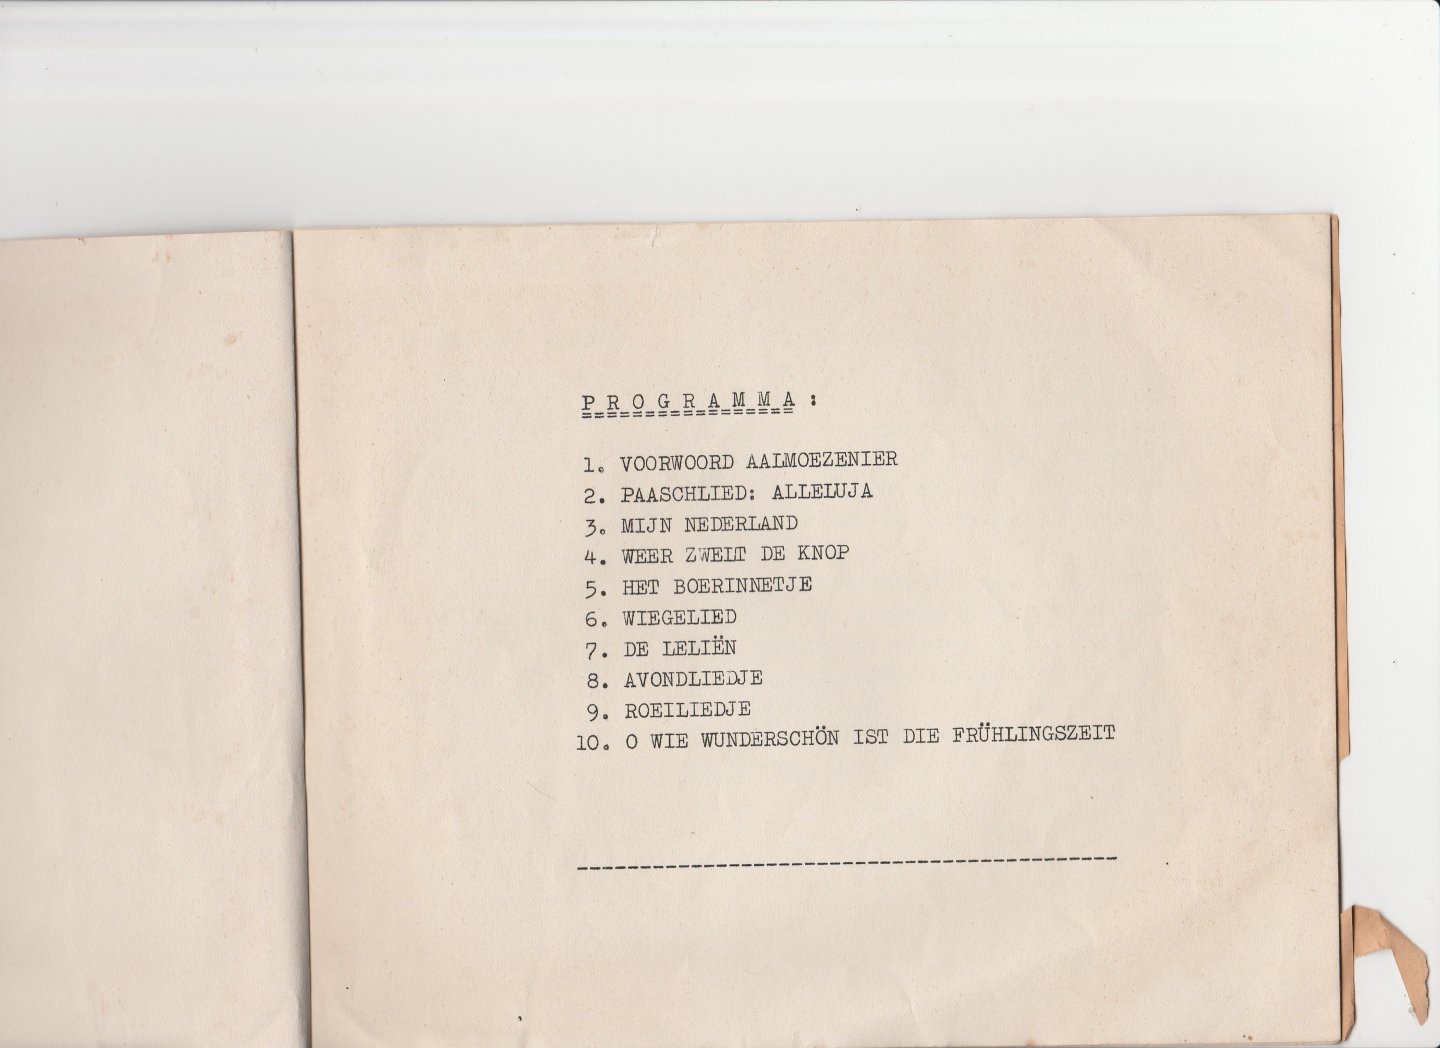 P R O G R A M M A :
1. VOORWOORD AALMOEZENIER
2. PAASCHLIED: ALLELUJA
3. MIJN NEDERLAND
4. WEER ZWELT DE KNOP
5. HET BOERINNETJE
6. WIEGELIED
7. DE LELIËN
8. AVONDLIEDJE
9. ROEILIEDJE
10. O WIE WUNDERSCHÖN IST DIE FRÜHLINGSZEIT